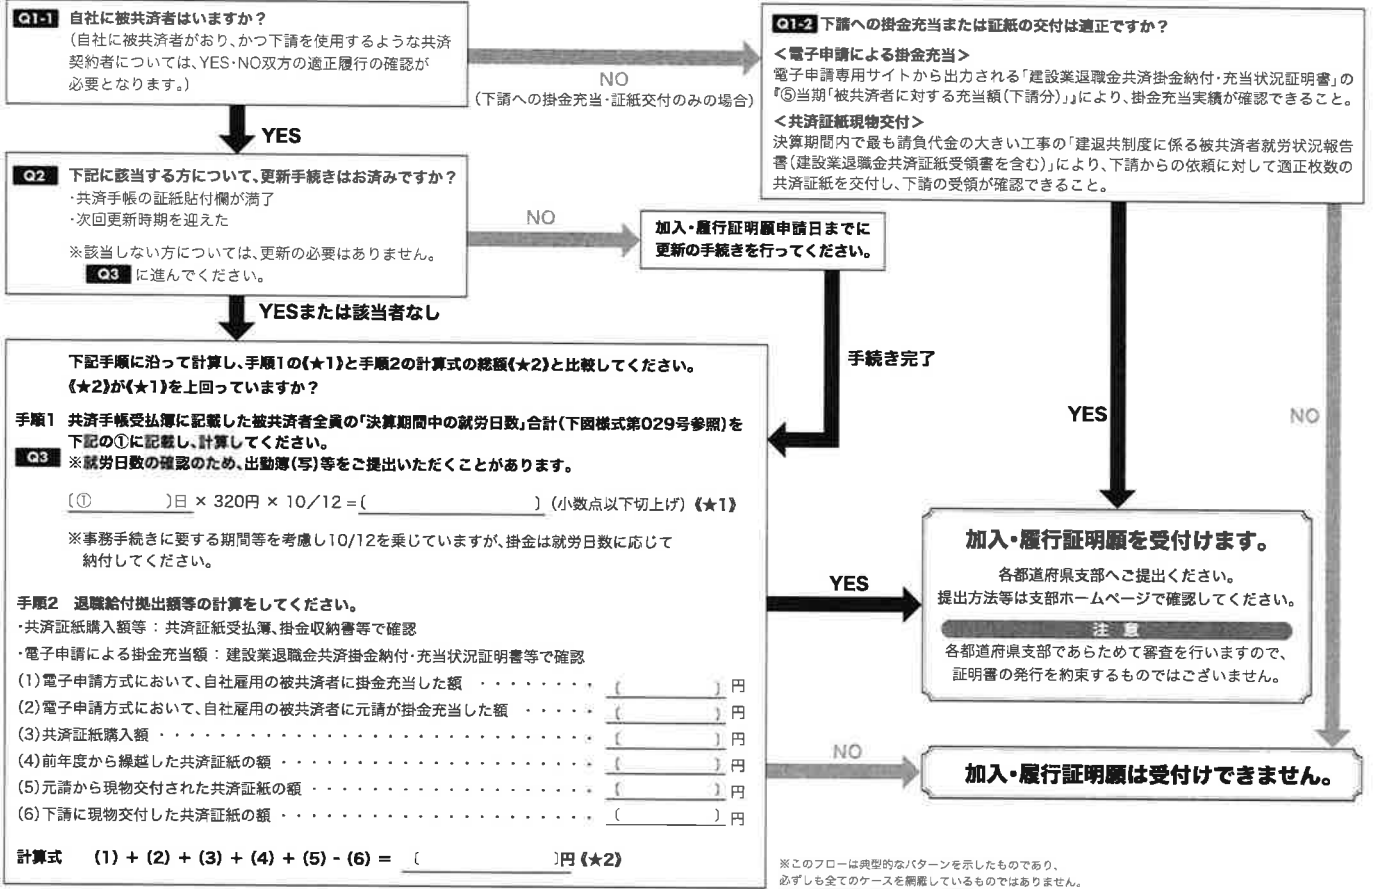 Q1-1 自社に被共済者はいますか？
(自社に被共済者がおり、かつ下請を使用するような共済
契約者については、YES・NO双方の適正履行の確認が
必要となります。)
NO
(下請への掛金充当・証紙交付のみの場合)
Q1-2 下請への掛金充当または証紙の交付は適正ですか？
＜電子申請による掛金充当＞
電子申請専用サイトから出力される「建設業退職金共済掛金納付・充当状況証明書」の
『⑤当期「被共済者に対する充当額(下請分)」』により、掛金充当実績が確認できること。
＜共済証紙現物交付＞
決算期間内で最も請負代金の大きい工事の「建退共制度に係る被共済者就労状況報告
書(建設業退職金共済証紙受領書を含む)」により、下請からの依頼に対して適正枚数の
共済証紙を交付し、下請の受領が確認できること。
YES
Q2 下記に該当する方について、更新手続きはお済みですか？
・共済手帳の証紙貼付欄が満了
・次回更新時期を迎えた
※該当しない方については、更新の必要はありません。
Q3 に進んでください。
NO
加入・履行証明願申請日までに
更新の手続きを行ってください。
YESまたは該当者なし
手続き完了
YES
NO
下記手順に沿って計算し、手順1の《★1》と手順2の計算式の総額《★2》と比較してください。
《★2》が《★1》を上回っていますか？
手順1 共済手帳受払簿に記載した被共済者全員の「決算期間中の就労日数」合計(下図様式第029号参照)を
下記の①に記載し、計算してください。
Q3 ※就労日数の確認のため、出勤簿(写)等をご提出いただくことがあります。
〔① 〕日 × 320円 × 10／12 =〔 〕 (小数点以下切上げ) 《★1》
※事務手続きに要する期間等を考慮し10/12を乗じていますが、掛金は就労日数に応じて
納付してください。
手順2 退職給付拠出額等の計算をしてください。
・共済証紙購入額等 : 共済証紙受払簿、掛金収納書等で確認
・電子申請による掛金充当額 : 建設業退職金共済掛金納付・充当状況証明書等で確認
(1)電子申請方式において、自社雇用の被共済者に掛金充当した額 ・・・・・・・・ 〔 〕円
(2)電子申請方式において、自社雇用の被共済者に元請が掛金充当した額 ・・・・・ 〔 〕円
(3)共済証紙購入額・・・・・・・・・・・・・・・・・・・・・・・・・・・ 〔 〕円
(4)前年度から繰越した共済証紙の額・・・・・・・・・・・・・・・・・・・ 〔 〕円
(5)元請から現物交付された共済証紙の額・・・・・・・・・・・・・・・・・ 〔 〕円
(6)下請に現物交付した共済証紙の額・・・・・・・・・・・・・・・・・・・ 〔 〕円
計算式 (1) + (2) + (3) + (4) + (5) - (6) = 〔 〕円《★2》
YES
加入・履行証明願を受付けます。
各都道府県支部へご提出ください。
提出方法等は支部ホームページで確認してください。
注 意
各都道府県支部であらためて審査を行いますので、
証明書の発行を約束するものではございません。
NO
加入・履行証明願は受付けできません。
※このフローは典型的なパターンを示したものであり、
必ずしも全てのケースを網羅しているものではありません。